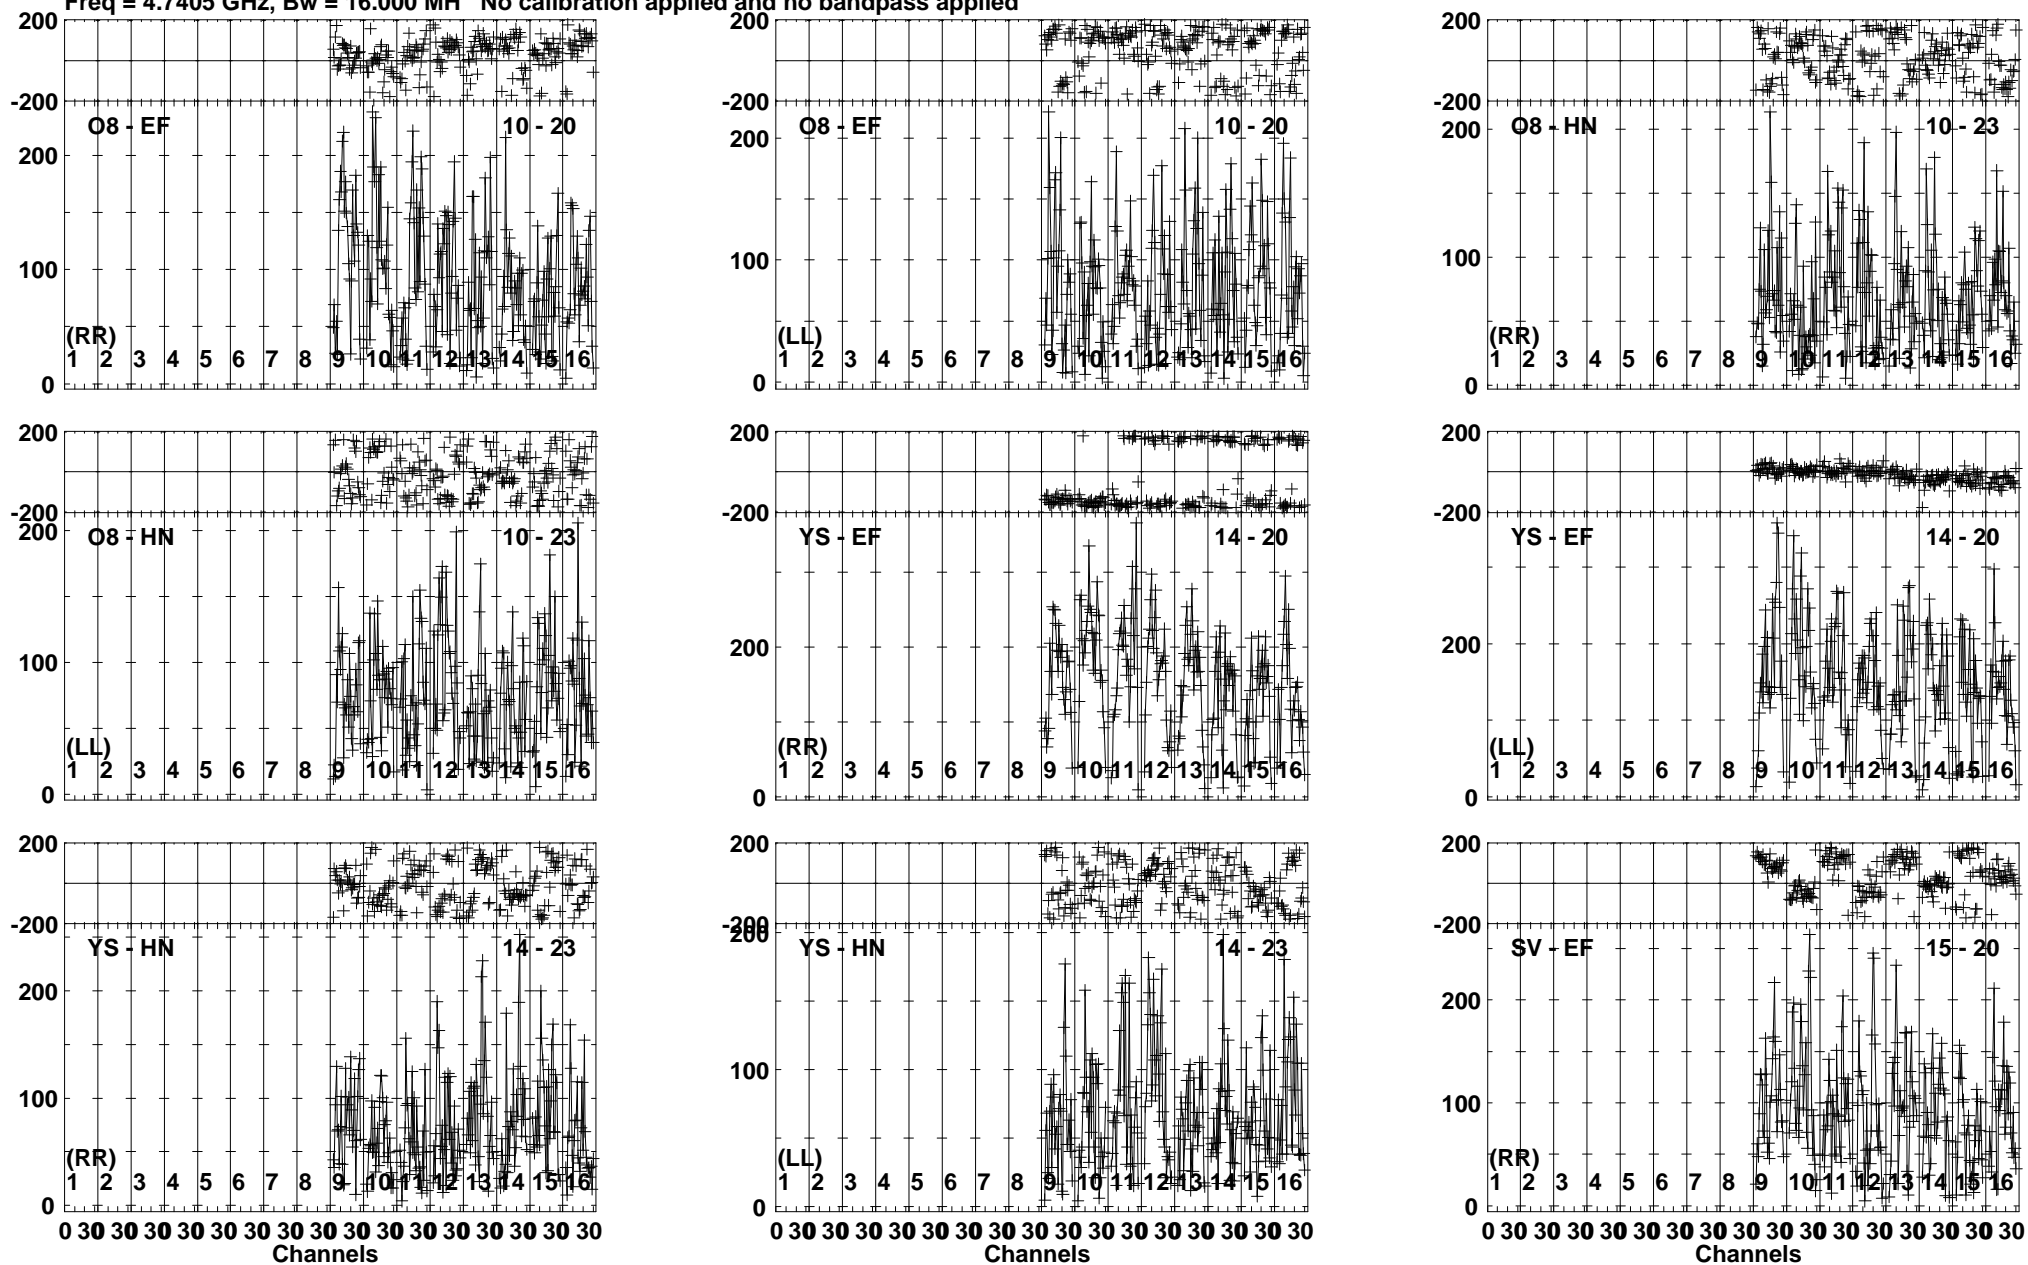 Freq = 4.7405 GHz, Bw = 16.000 MH No calibration applied and no bandpass applied
200
-200
O8 - EF 10 - 20
200
100
(RR)
1 2 3 4 5 6 7 8 9 10 11 12 13 14 15 16
0
200
-200
O8 - EF 10 - 20
200
100
(LL)
1 2 3 4 5 6 7 8 9 10 11 12 13 14 15 16
0
200
-200
O8 - HN 10 - 23
200
100
(RR)
1 2 3 4 5 6 7 8 9 10 11 12 13 14 15 16
0
200
-200
200
O8 - HN 10 - 23
100
(LL)
1 2 3 4 5 6 7 8 9 10 11 12 13 14 15 16
0
200
-200
YS - EF 14 - 20
200
(RR)
1 2 3 4 5 6 7 8 9 10 11 12 13 14 15 16
0
200
-200
YS - EF 14 - 20
200
(LL)
1 2 3 4 5 6 7 8 9 10 11 12 13 14 15 16
0
200
-200
YS - HN 14 - 23
200
100
(RR)
1 2 3 4 5 6 7 8 9 10 11 12 13 14 15 16
0
0 30 0 30 0 30 0 30 0 30 0 30 0 30 0 30 0 30 0 30 0 30 0 30 0 30 0 30 0 30 0 30
Channels
200
-200
200
YS - HN 14 - 23
100
(LL)
1 2 3 4 5 6 7 8 9 10 11 12 13 14 15 16
0
0 30 0 30 0 30 0 30 0 30 0 30 0 30 0 30 0 30 0 30 0 30 0 30 0 30 0 30 0 30 0 30
Channels
200
-200
SV - EF 15 - 20
200
100
(RR)
1 2 3 4 5 6 7 8 9 10 11 12 13 14 15 16
0
0 30 0 30 0 30 0 30 0 30 0 30 0 30 0 30 0 30 0 30 0 30 0 30 0 30 0 30 0 30 0 30
Channels